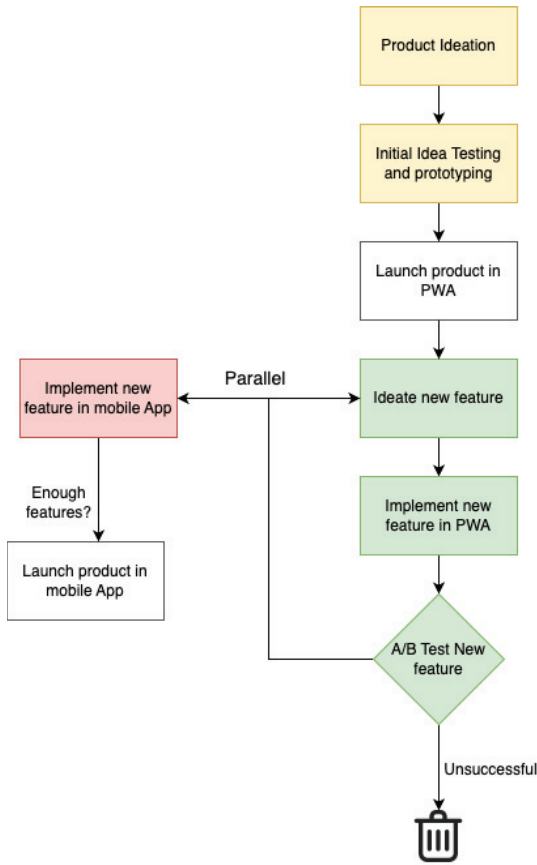 Product Ideation
Initial Idea Testing
and prototyping
Launch product in
PWA
Parallel
Implement new
feature in mobile App
Ideate new feature
Enough
features?
Implement new
feature in PWA
Launch product in
mobile App
A/B Test New
feature
Unsuccessful